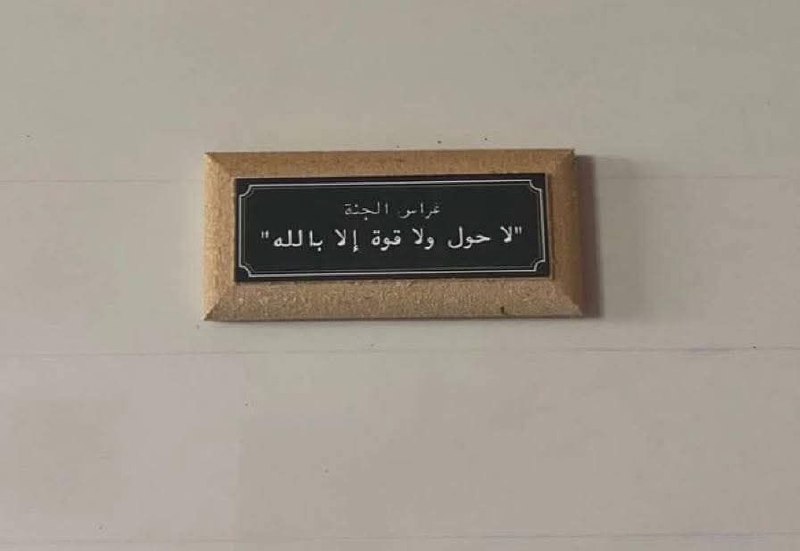 غراس الجنة
"لا حول ولا قوة إلا بالله"